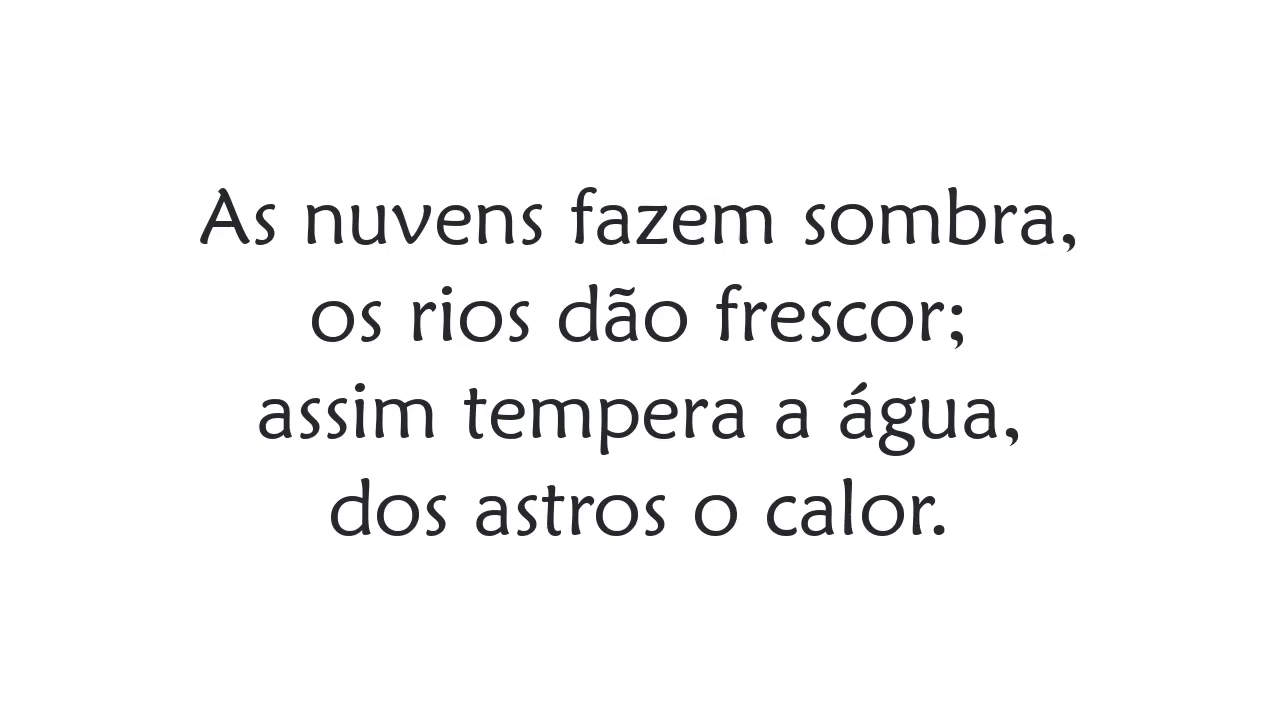 As nuvens fazem sombra,
os rios dão frescor;
assim tempera a água,
dos astros o calor.